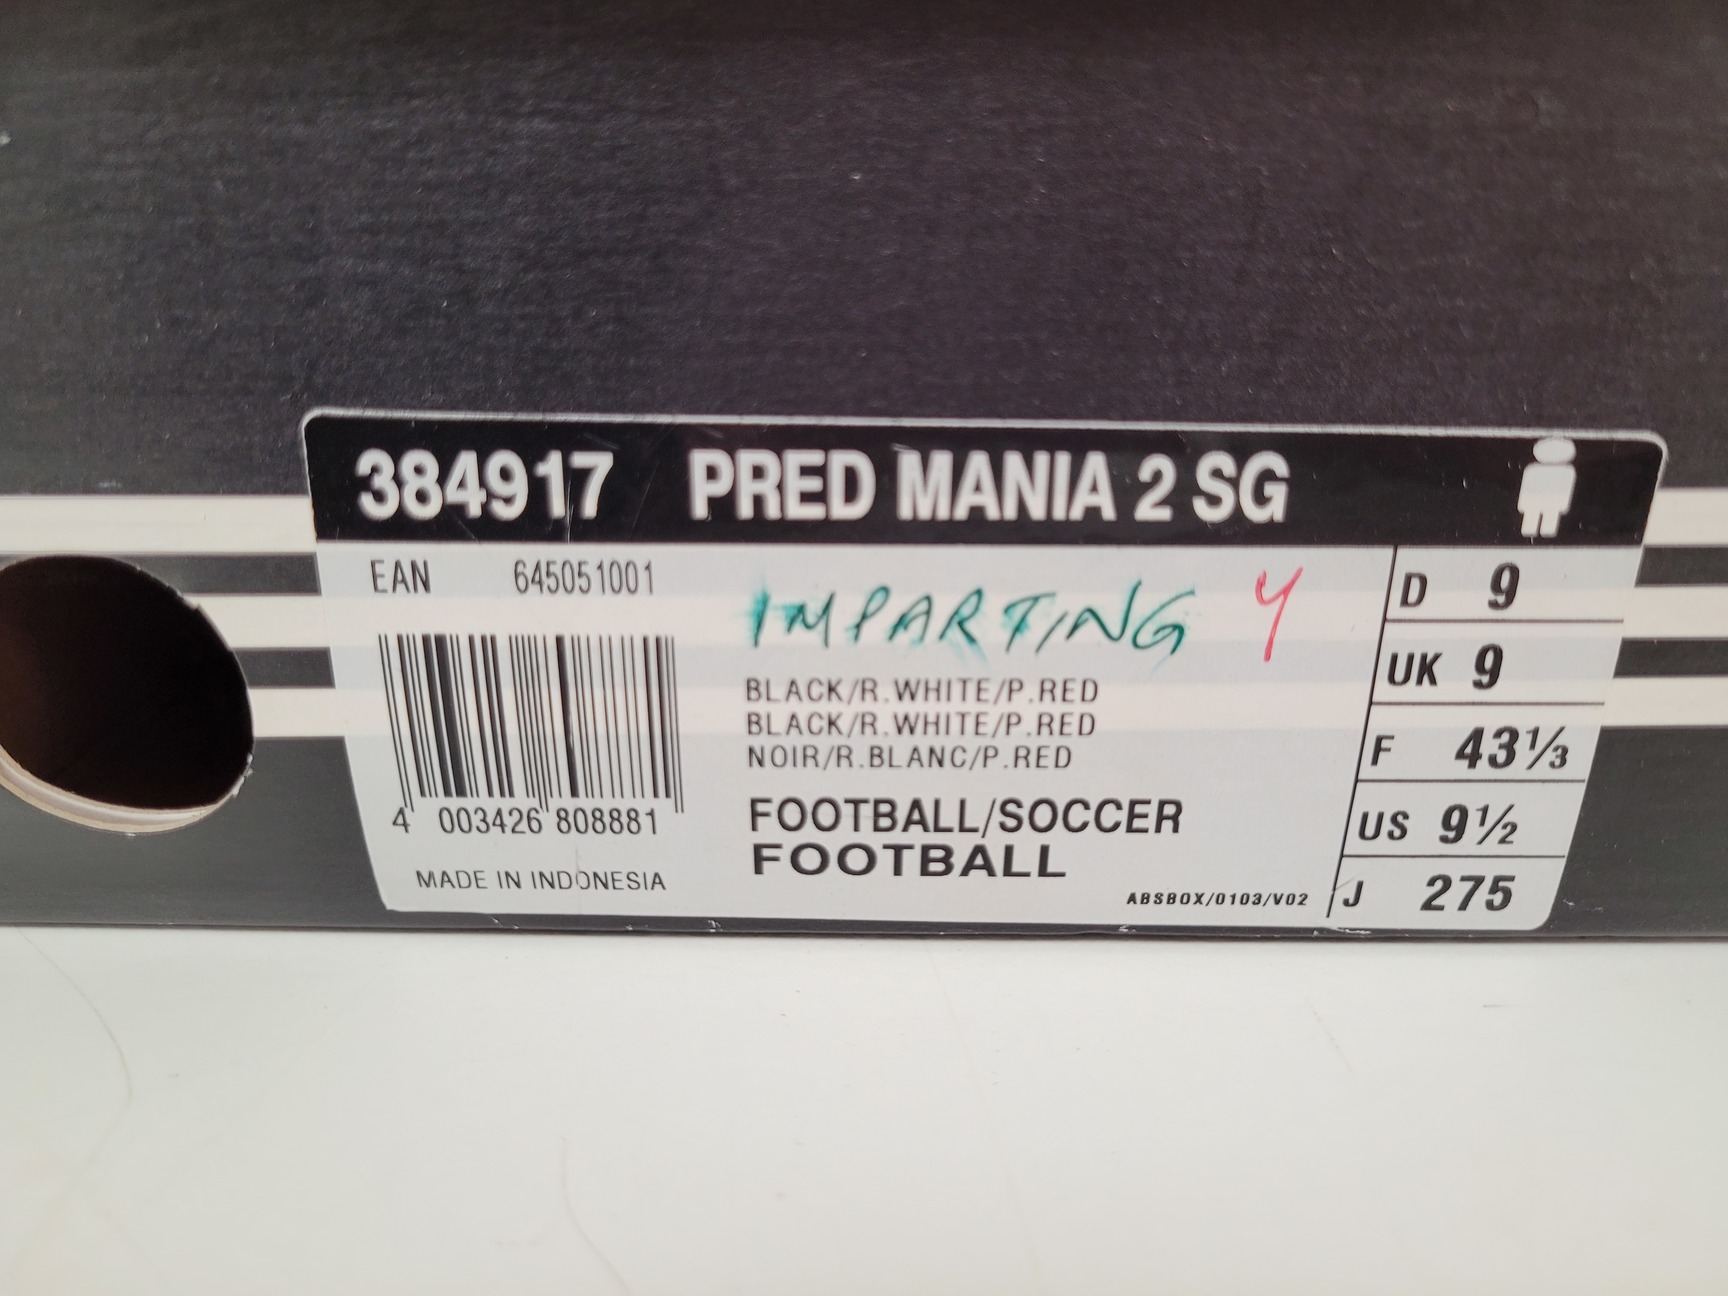 384917 PRED MANIA 2 SG
EAN 645051001
4 003426 808881
MADE IN INDONESIA
IMPARTING Y
BLACK/R.WHITE/P.RED
BLACK/R.WHITE/P.RED
NOIR/R.BLANC/P.RED
FOOTBALL/SOCCER
FOOTBALL
ABSBOX/0103/V02
D 9
UK 9
F 43⅓
US 9½
J 275